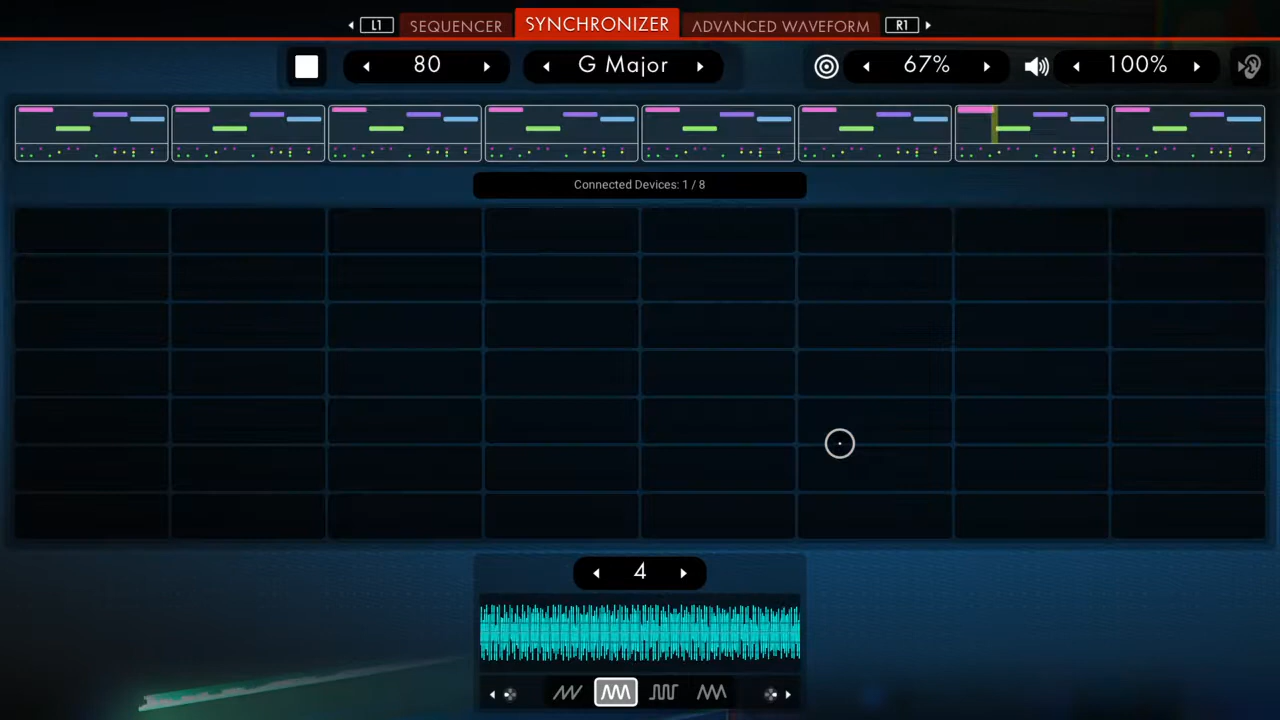 L1 SEQUENCER SYNCHRONIZER ADVANCED WAVEFORM R1
80 G Major 67% 100%
Connected Devices: 1 / 8
4